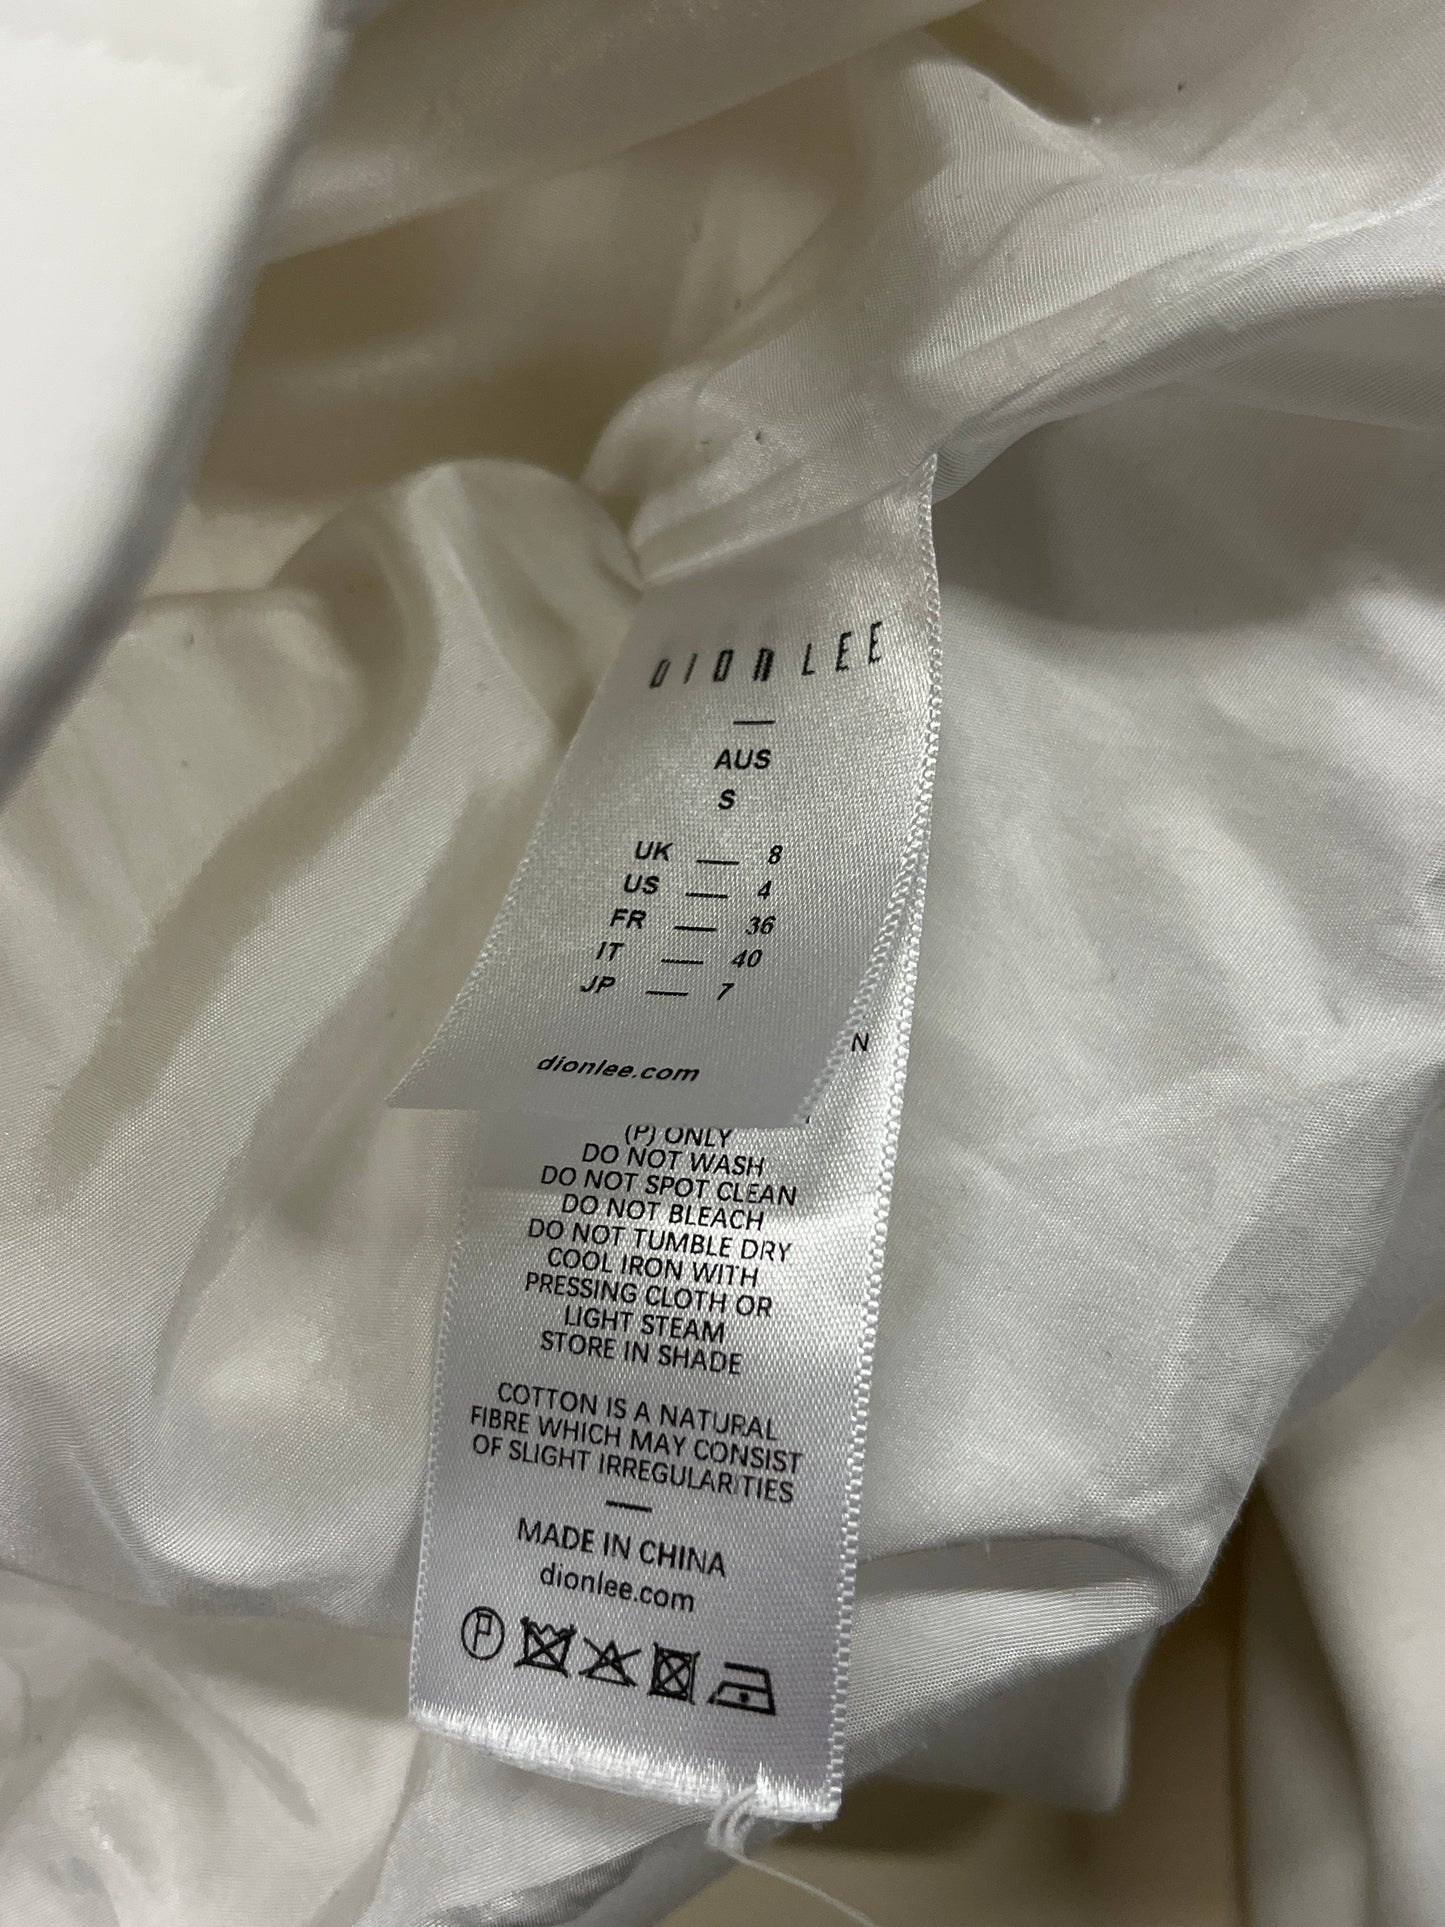 DION LEE
—
AUS
S
UK — 8
US — 4
FR — 36
IT — 40
JP — 7
dionlee.com
N
(P) ONLY
DO NOT WASH
DO NOT SPOT CLEAN
DO NOT BLEACH
DO NOT TUMBLE DRY
COOL IRON WITH
PRESSING CLOTH OR
LIGHT STEAM
STORE IN SHADE
COTTON IS A NATURAL
FIBRE WHICH MAY CONSIST
OF SLIGHT IRREGULARITIES
—
MADE IN CHINA
dionlee.com
P